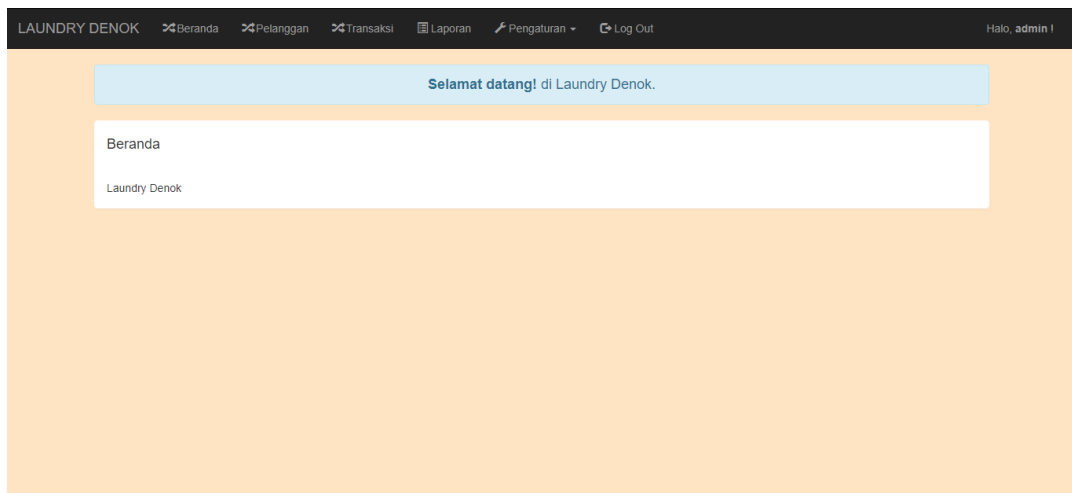 LAUNDRY DENOK Beranda Pelanggan Transaksi Laporan Pengaturan Log Out Halo, admin !
Selamat datang! di Laundry Denok.
Beranda
Laundry Denok